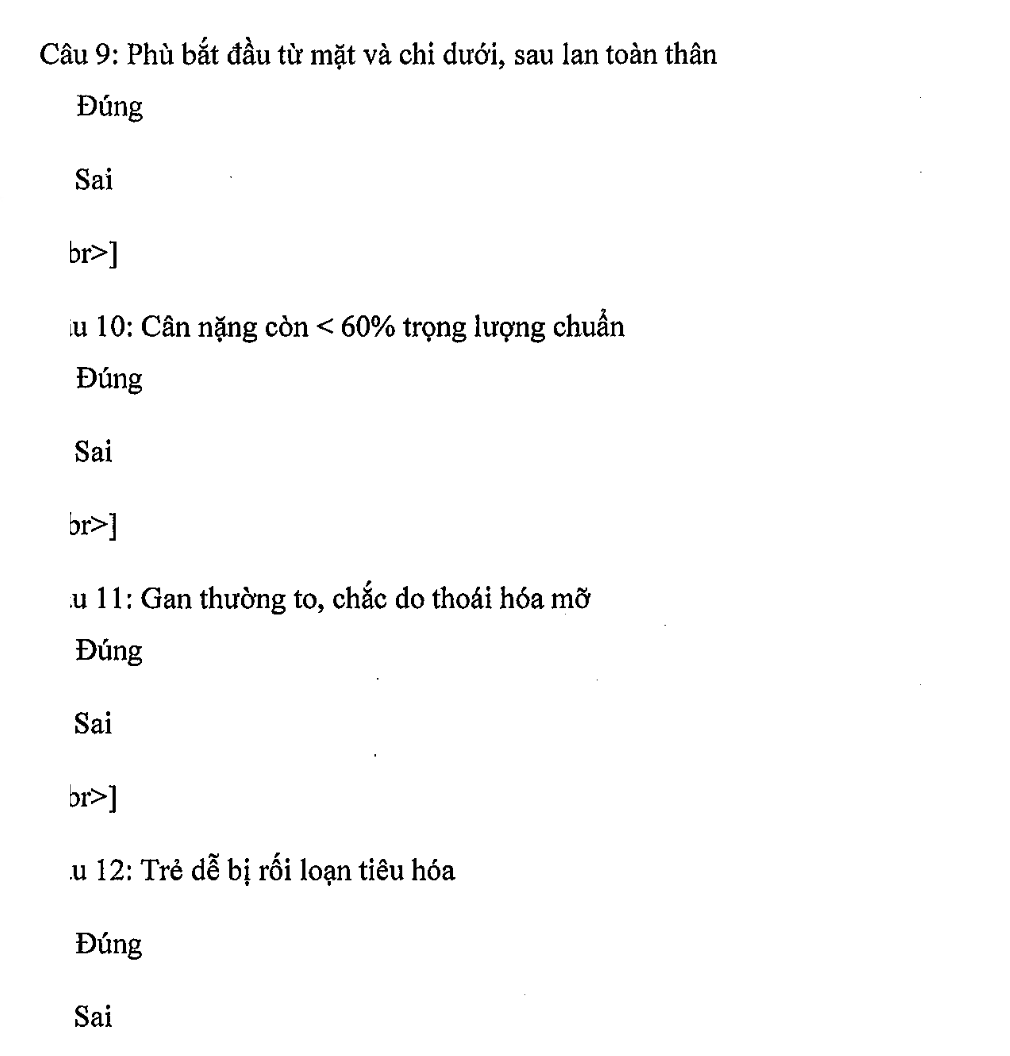 Câu 9: Phù bắt đầu từ mặt và chi dưới, sau lan toàn thân
Đúng
Sai
br>]
u 10: Cân nặng còn < 60% trọng lượng chuẩn
Đúng
Sai
br>]
u 11: Gan thường to, chắc do thoái hóa mỡ
Đúng
Sai
br>]
u 12: Trẻ dễ bị rối loạn tiêu hóa
Đúng
Sai